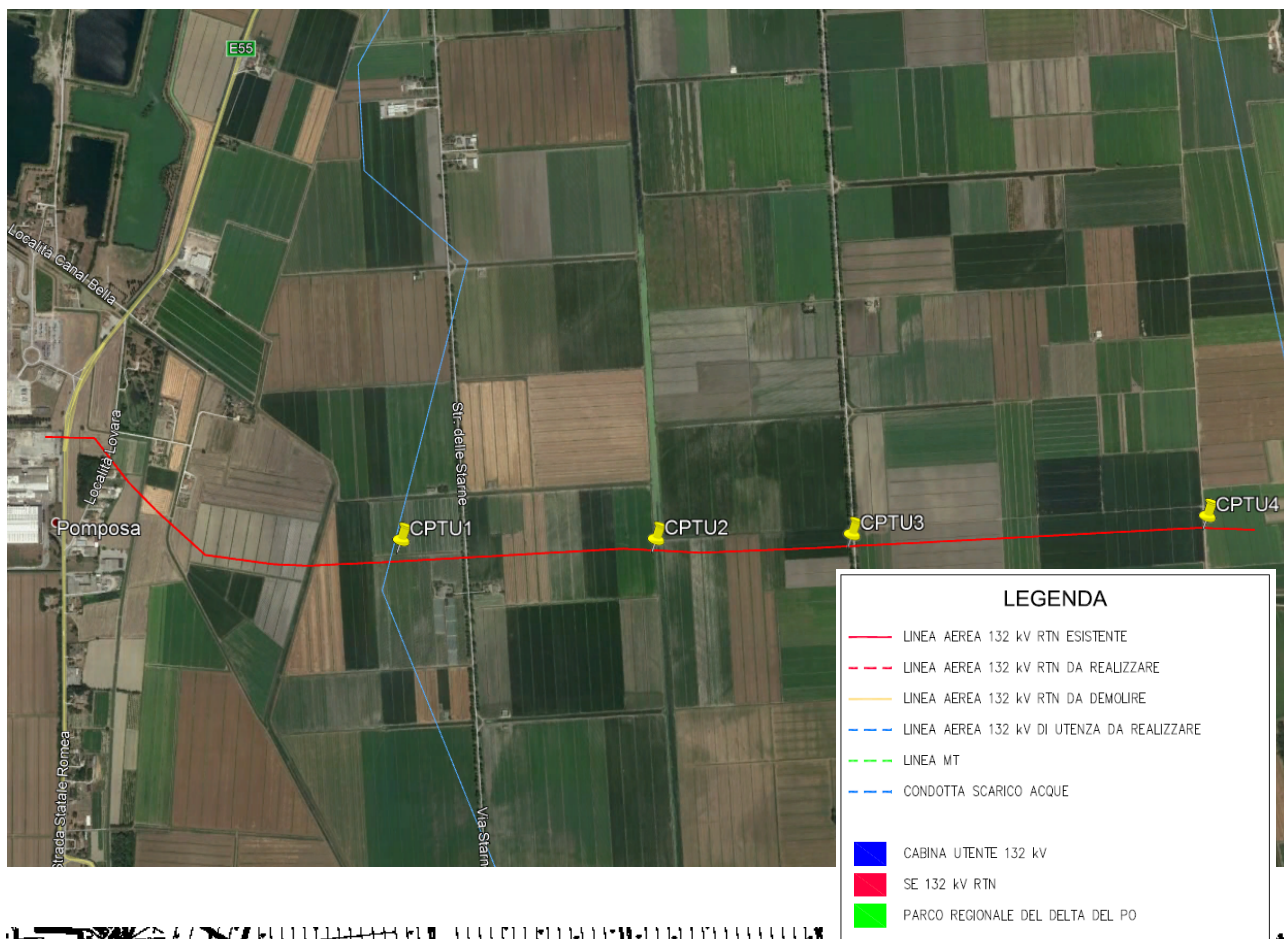 E55
Località Canal Bella
Località Lovara
Str. delle Starne
Pomposa
CPTU1
CPTU2
CPTU3
CPTU4
Strada Statale Romea
Via Starn
LEGENDA
LINEA AEREA 132 kV RTN ESISTENTE
LINEA AEREA 132 kV RTN DA REALIZZARE
LINEA AEREA 132 kV RTN DA DEMOLIRE
LINEA AEREA 132 kV DI UTENZA DA REALIZZARE
LINEA MT
CONDOTTA SCARICO ACQUE
CABINA UTENTE 132 kV
SE 132 kV RTN
PARCO REGIONALE DEL DELTA DEL PO